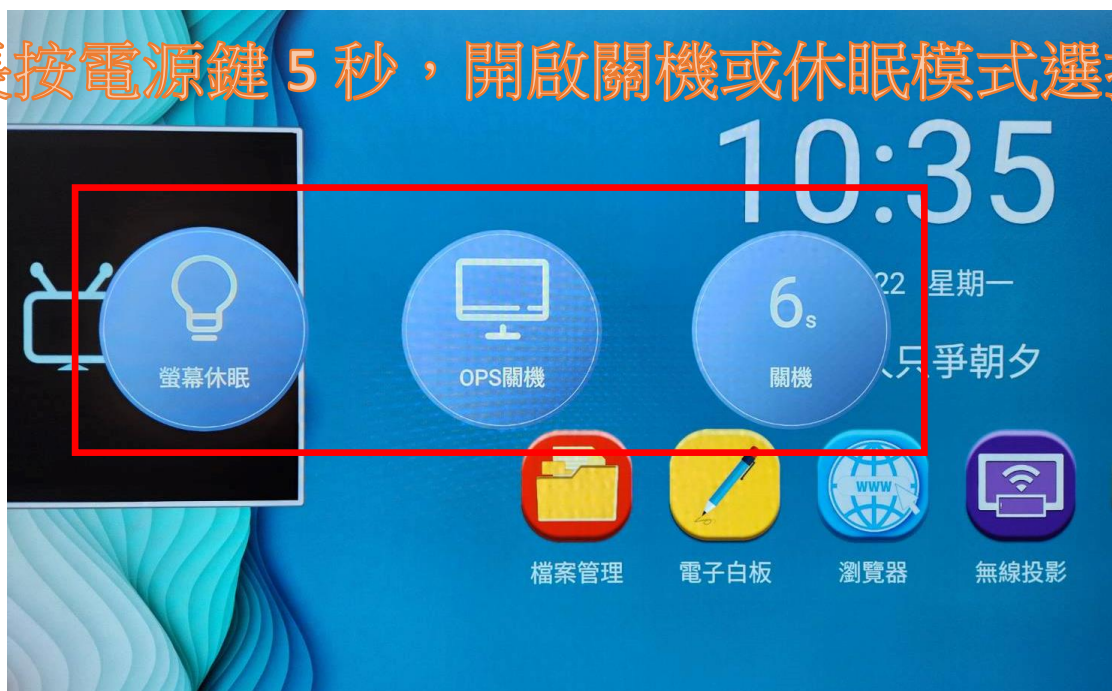 按電源鍵 5 秒，開啟關機或休眠模式選
10:35
22 星期一
只爭朝夕
螢幕休眠
OPS關機
6s
關機
www
檔案管理
電子白板
瀏覽器
無線投影